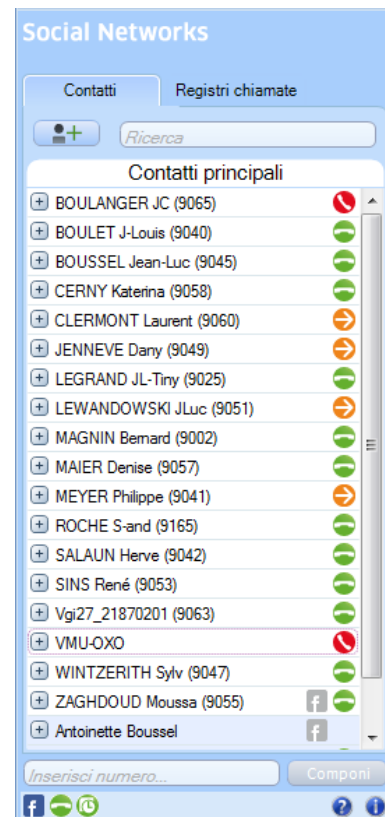 Social Networks
Contatti Registri chiamate
Ricerca
Contatti principali
BOULANGER JC (9065)
BOULET J-Louis (9040)
BOUSSEL Jean-Luc (9045)
CERNY Katerina (9058)
CLERMONT Laurent (9060)
JENNEVE Dany (9049)
LEGRAND JL-Tiny (9025)
LEWANDOWSKI JLuc (9051)
MAGNIN Bernard (9002)
MAIER Denise (9057)
MEYER Philippe (9041)
ROCHE S-and (9165)
SALAUN Herve (9042)
SINS René (9053)
Vgi27_21870201 (9063)
VMU-OXO
WINTZERITH Sylv (9047)
ZAGHDOUD Moussa (9055)
Antoinette Boussel
Inserisci numero... Componi